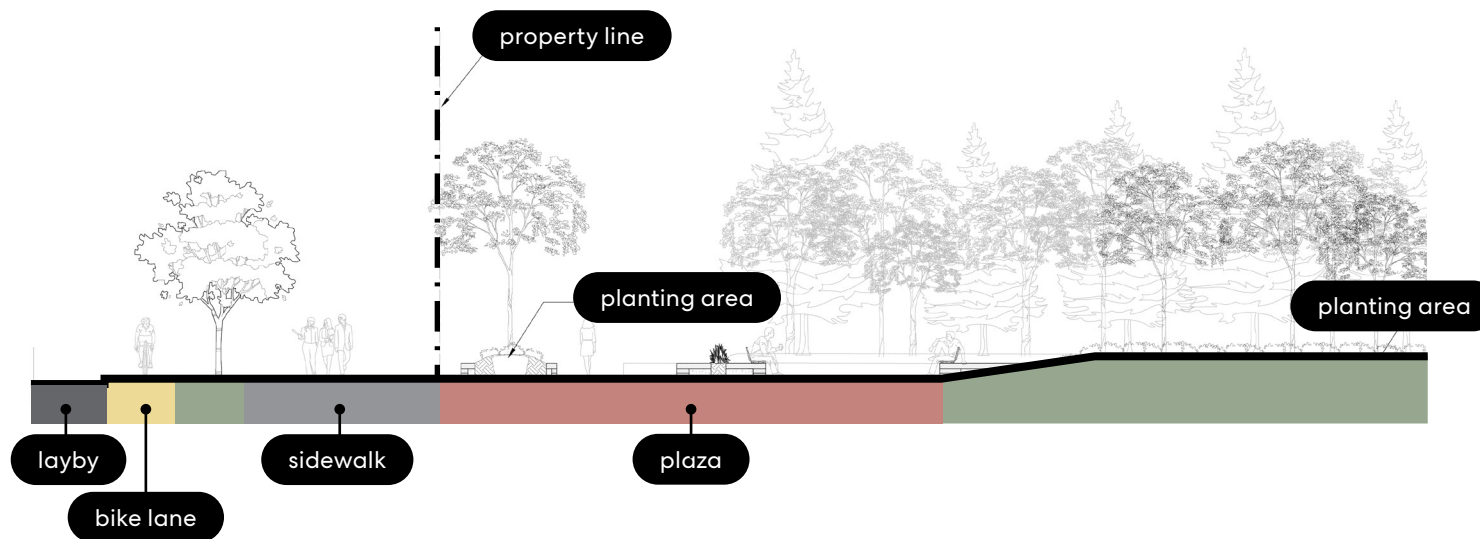 property line
planting area
planting area
layby
sidewalk
plaza
bike lane